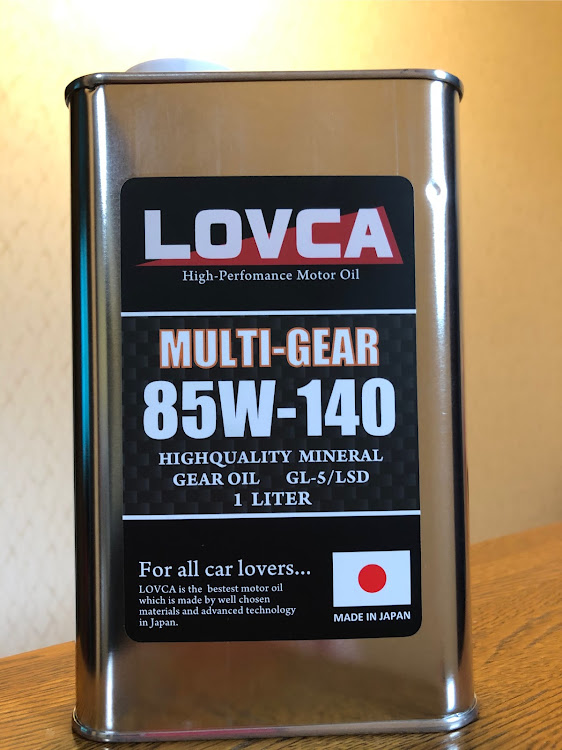 LOVCA
High-Perfomance Motor Oil
MULTI-GEAR
85W-140
HIGHQUALITY MINERAL
GEAR OIL GL-5/LSD
1 LITER
For all car lovers...
LOVCA is the bestest motor oil
which is made by well chosen
materials and advanced technology
in Japan.
MADE IN JAPAN